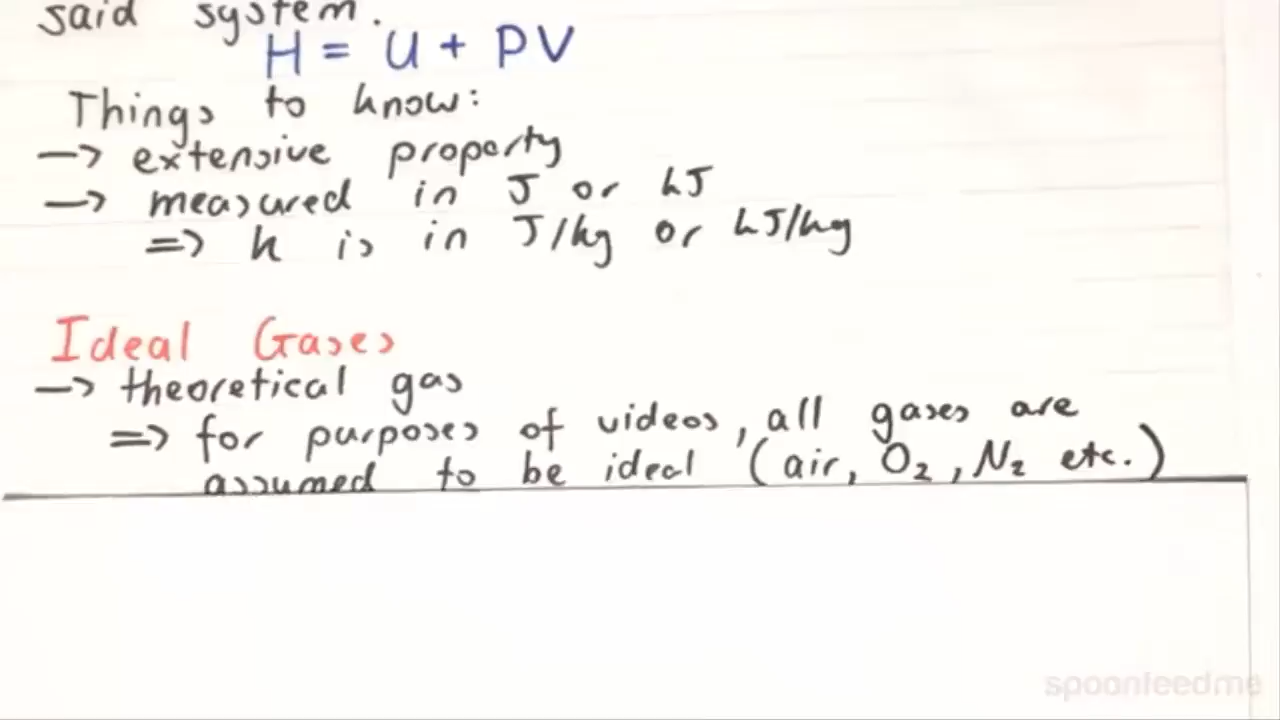 said system.
H = U + PV
Things to know:
→ extensive property
→ measured in J or kJ
⇒ h is in J/kg or kJ/kg
Ideal Gases
→ theoretical gas
⇒ for purposes of videos, all gases are
assumed to be ideal (air, O₂, N₂ etc.)
spoonfeedme